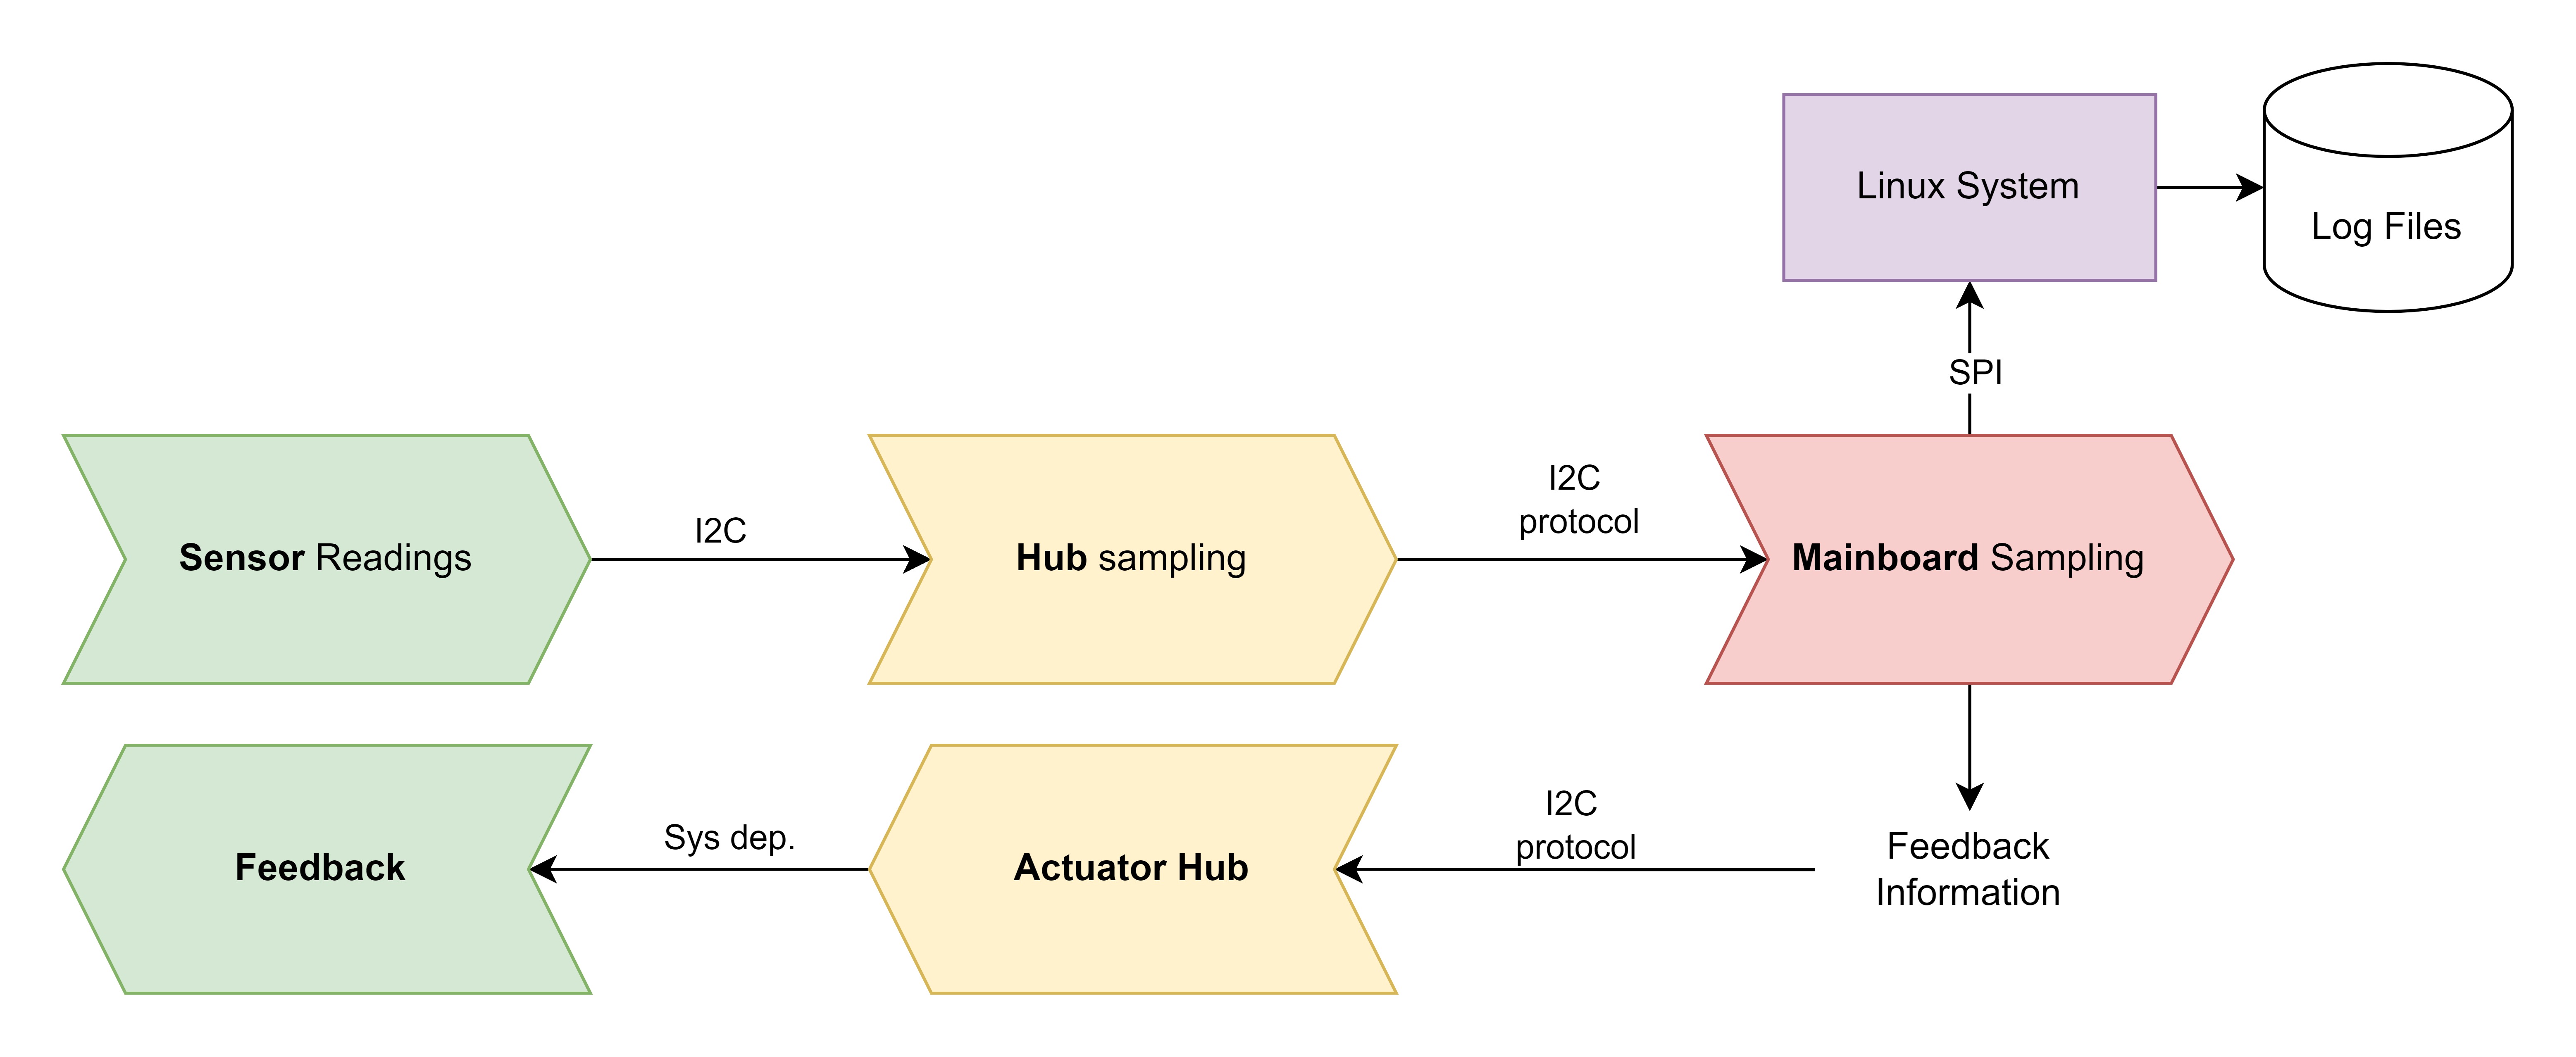 Linux System
Log Files
SPI
Sensor Readings
I2C
Hub sampling
I2C
protocol
Mainboard Sampling
Feedback
Sys dep.
Actuator Hub
I2C
protocol
Feedback
Information